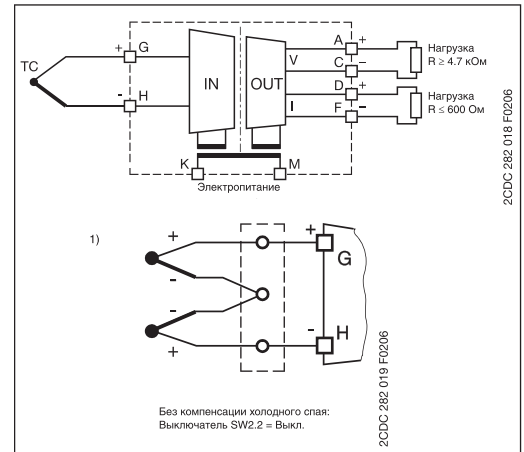 TC
+ G
- H
IN
OUT
V
I
A +
C –
D +
F –
Нагрузка
R ≥ 4.7 кОм
Нагрузка
R ≤ 600 Ом
K
M
Электропитание
2CDC 282 018 F0206
1)
+
-
-
+
+
G
-
H
2CDC 282 019 F0206
Без компенсации холодного спая:
Выключатель SW2.2 = Выкл.